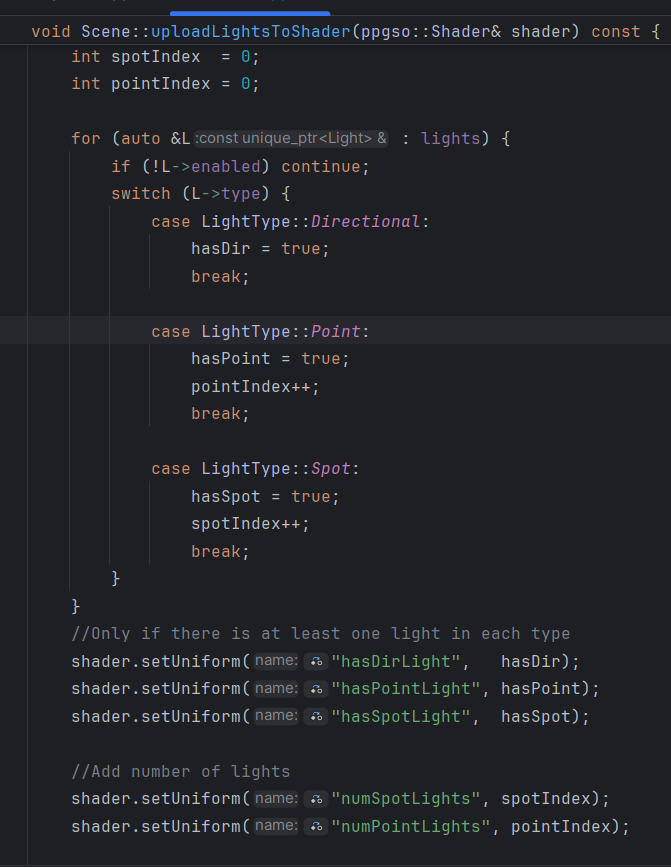 void Scene::uploadLightsToShader(ppgso::Shader& shader) const {
    int spotIndex  = 0;
    int pointIndex = 0;

    for (auto &L :const unique_ptr<Light> & : lights) {
        if (!L->enabled) continue;
        switch (L->type) {
            case LightType::Directional:
                hasDir = true;
                break;

            case LightType::Point:
                hasPoint = true;
                pointIndex++;
                break;

            case LightType::Spot:
                hasSpot = true;
                spotIndex++;
                break;
        }
    }
    //Only if there is at least one light in each type
    shader.setUniform( name: "hasDirLight",   hasDir);
    shader.setUniform( name: "hasPointLight", hasPoint);
    shader.setUniform( name: "hasSpotLight",  hasSpot);

    //Add number of lights
    shader.setUniform( name: "numSpotLights", spotIndex);
    shader.setUniform( name: "numPointLights", pointIndex);